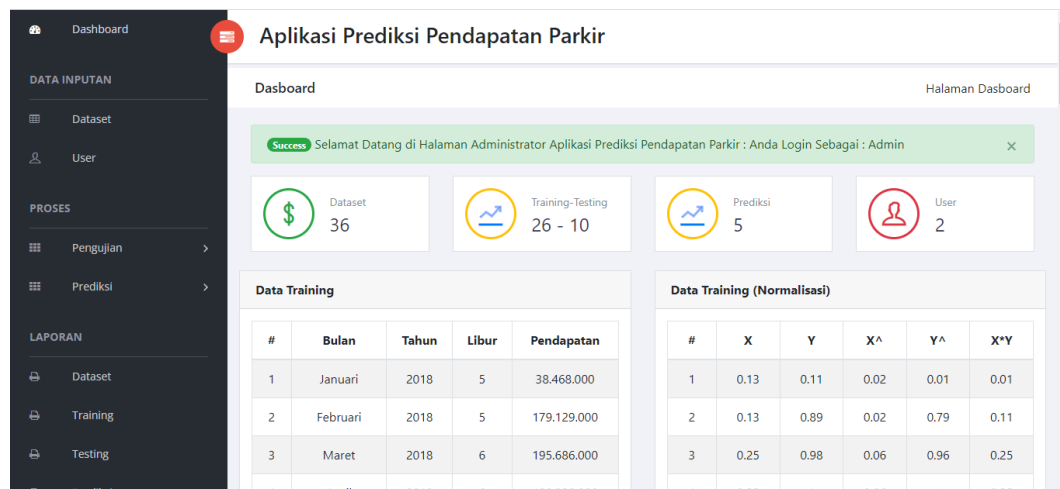 Dashboard
DATA INPUTAN
Dataset
User
PROSES
Pengujian
Prediksi
LAPORAN
Dataset
Training
Testing
Aplikasi Prediksi Pendapatan Parkir
Dasboard
Halaman Dasboard
Success Selamat Datang di Halaman Administrator Aplikasi Prediksi Pendapatan Parkir : Anda Login Sebagai : Admin ×
Dataset
36
Training-Testing
26 - 10
Prediksi
5
User
2
Data Training
# Bulan Tahun Libur Pendapatan
1 Januari 2018 5 38.468.000
2 Februari 2018 5 179.129.000
3 Maret 2018 6 195.686.000
Data Training (Normalisasi)
# X Y X^ Y^ X*Y
1 0.13 0.11 0.02 0.01 0.01
2 0.13 0.89 0.02 0.79 0.11
3 0.25 0.98 0.06 0.96 0.25